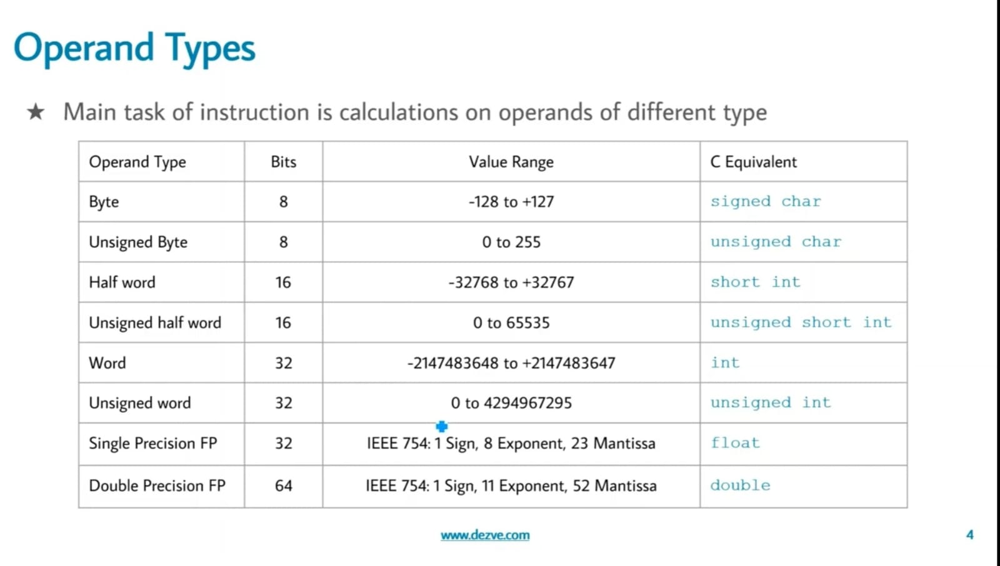 Operand Types
★ Main task of instruction is calculations on operands of different type
Operand Type Bits Value Range C Equivalent
Byte 8 -128 to +127 signed char
Unsigned Byte 8 0 to 255 unsigned char
Half word 16 -32768 to +32767 short int
Unsigned half word 16 0 to 65535 unsigned short int
Word 32 -2147483648 to +2147483647 int
Unsigned word 32 0 to 4294967295 unsigned int
Single Precision FP 32 IEEE 754: 1 Sign, 8 Exponent, 23 Mantissa float
Double Precision FP 64 IEEE 754: 1 Sign, 11 Exponent, 52 Mantissa double
www.dezve.com 4